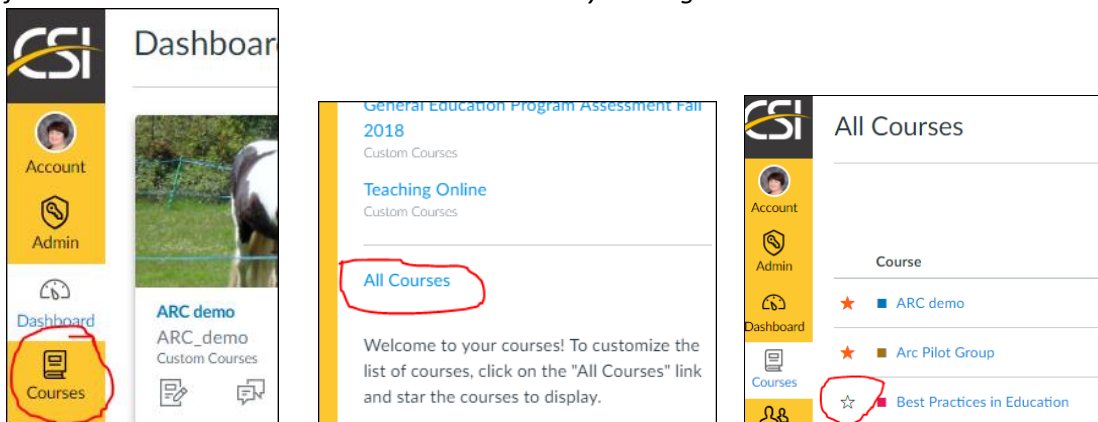 CSI
Dashboar
Account
Admin
Dashboard
Courses
ARC demo
ARC_demo
Custom Courses
General Education Program Assessment Fall
2018
Custom Courses
Teaching Online
Custom Courses
All Courses
Welcome to your courses! To customize the
list of courses, click on the "All Courses" link
and star the courses to display.
CSI
All Courses
Account
Admin
Dashboard
Courses
Course
ARC demo
Arc Pilot Group
Best Practices in Education